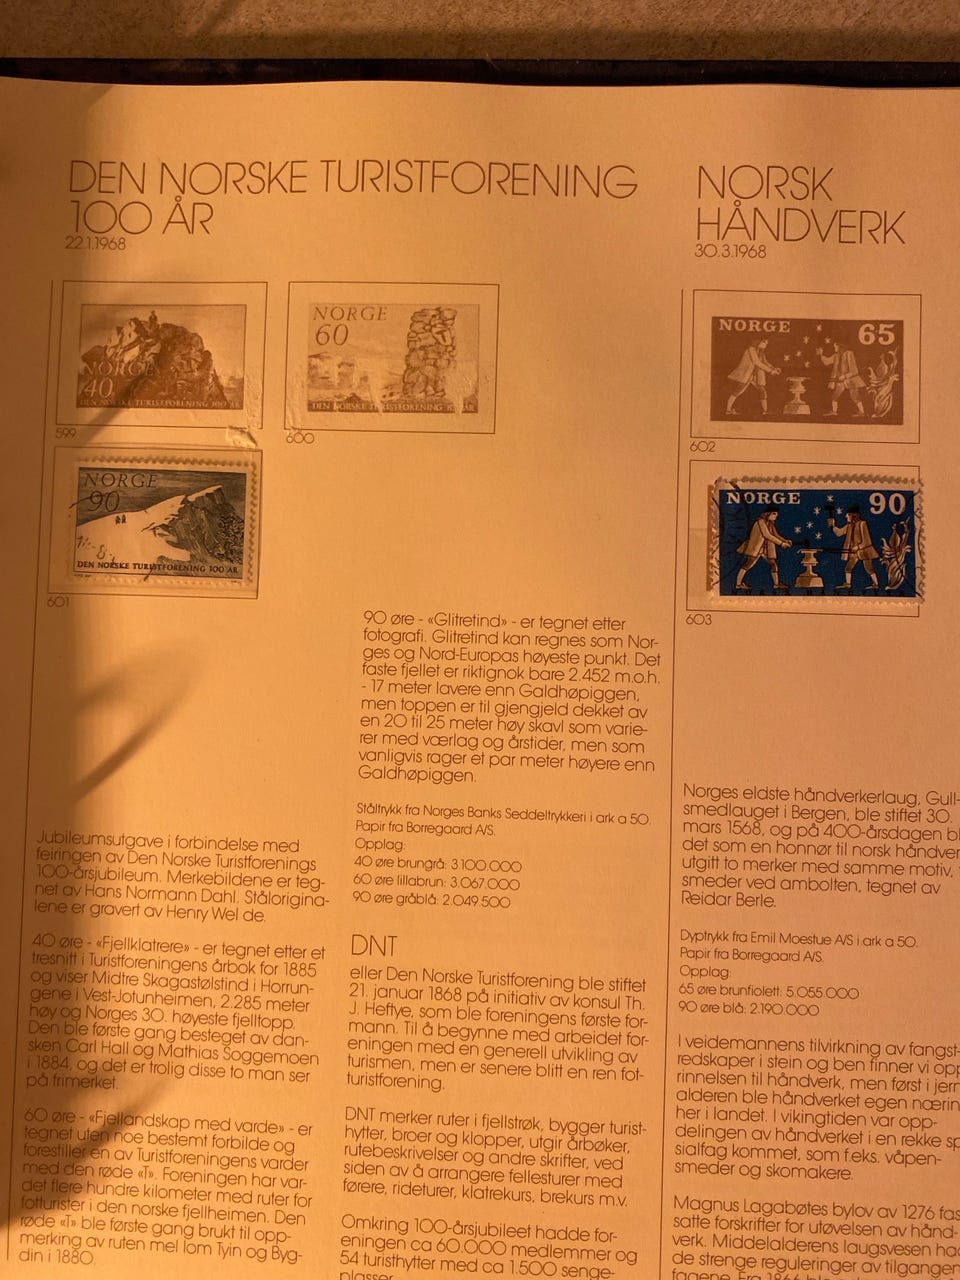 DEN NORSKE TURISTFORENING
100 ÅR
22.1.1968
NORGE
40
DEN NORSKE TURISTFORENING 100 ÅR
599
NORGE
60
DEN NORSKE TURISTFORENING
600
NORGE
90
DEN NORSKE TURISTFORENING 100 ÅR
601
Jubileumsutgave i forbindelse med
feiringen av Den Norske Turistforenings
100-årsjubileum. Merkebildene er teg-
net av Hans Normann Dahl. Stålorigina-
lene er gravert av Henry Wel de.
40 øre - «Fjellklatrere» - er tegnet etter et
tresnitt i Turistforeningens årbok for 1885
og viser Midtre Skagastølstind i Horrun-
gene i Vest-Jotunheimen, 2.285 meter
høy og Norges 30. høyeste fjelltopp.
Den ble første gang besteget av dan-
sken Carl Hall og Mathias Soggemoen
i 1884, og det er trolig disse to man ser
på frimerket.
60 øre - «Fjellandskap med varde» - er
tegnet uten noe bestemt forbilde og
forestiller en av Turistforeningens varder
med den røde «T». Foreningen har var-
det flere hundre kilometer med ruter for
fotturister i den norske fjellheimen. Den
røde «T» ble første gang brukt til opp-
merking av ruten mel lom Tyin og Byg-
din i 1880.
90 øre - «Glitretind» - er tegnet etter
fotografi. Glitretind kan regnes som Nor-
ges og Nord-Europas høyeste punkt. Det
faste fjellet er riktignok bare 2.452 m.o.h.
- 17 meter lavere enn Galdhøpiggen,
men toppen er til gjengjeld dekket av
en 20 til 25 meter høy skavl som varie-
rer med værlag og årstider, men som
vanligvis rager et par meter høyere enn
Galdhøpiggen.
Ståltrykk fra Norges Banks Seddeltrykkeri i ark a 50.
Papir fra Borregaard A/S.
Opplag:
40 øre brungrå: 3.100.000
60 øre lillabrun: 3.067.000
90 øre gråblå: 2.049.500
DNT
eller Den Norske Turistforening ble stiftet
21. januar 1868 på initiativ av konsul Th.
J. Heftye, som ble foreningens første for-
mann. Til å begynne med arbeidet for-
eningen med en generell utvikling av
turismen, men er senere blitt en ren fot-
turistforening.
DNT merker ruter i fjellstrøk, bygger turist-
hytter, broer og klopper, utgir årbøker,
rutebeskrivelser og andre skrifter, ved
siden av å arrangere fellesturer med
førere, rideturer, klatrekurs, brekurs m.v.
Omkring 100-årsjubileet hadde for-
eningen ca 60.000 medlemmer og
54 turisthytter med ca 1.500 senge-
plasser.
NORSK
HÅNDVERK
30.3.1968
NORGE 65
602
NORGE 90
603
Norges eldste håndverkerlaug, Gull-
smedlauget i Bergen, ble stiftet 30.
mars 1568, og på 400-årsdagen bl
det som en honnør til norsk håndver
utgitt to merker med samme motiv,
smeder ved ambolten, tegnet av
Reidar Berle.
Dyptrykk fra Emil Moestue A/S i ark a 50.
Papir fra Borregaard A/S.
Opplag:
65 øre brunfiolett: 5.055.000
90 øre blå: 2.190.000
I veidemannens tilvirkning av fangst-
redskaper i stein og ben finner vi opp
rinnelsen til håndverk, men først i jern
alderen ble håndverket egen nærin
her i landet. I vikingtiden var opp-
delingen av håndverket i en rekke sp
sialfag kommet, som f.eks. våpen-
smeder og skomakere.
Magnus Lagabøtes bylov av 1276 fas
satte forskrifter for utøvelsen av hånd-
verk. Middelalderens laugsvesen ha
de strenge reguleringer av tilgangen